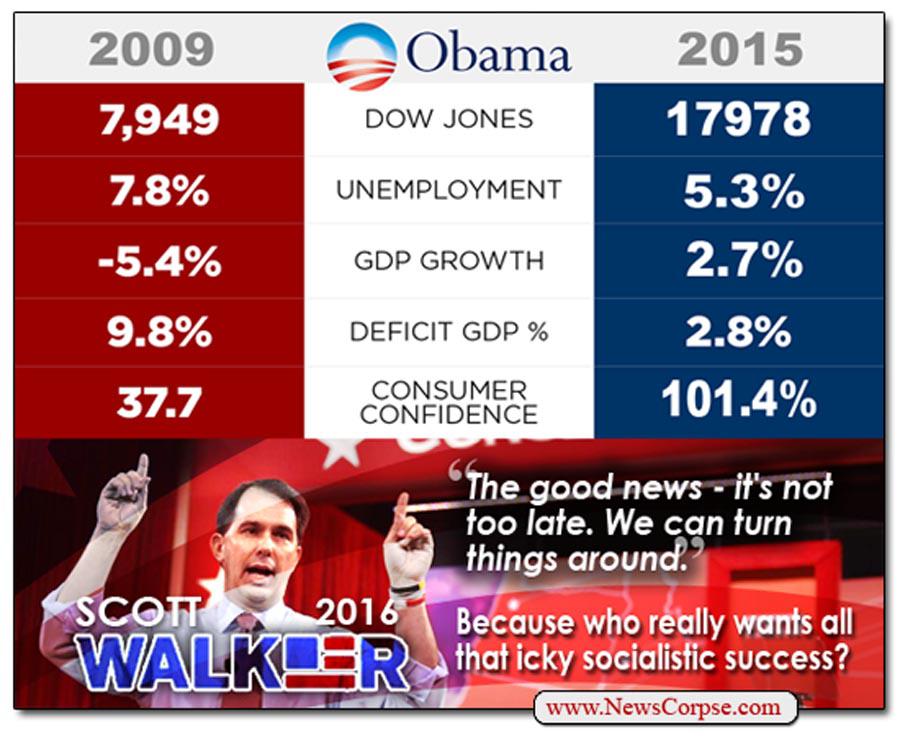 2009 Obama 2015
7,949 DOW JONES 17978
7.8% UNEMPLOYMENT 5.3%
-5.4% GDP GROWTH 2.7%
9.8% DEFICIT GDP % 2.8%
37.7 CONSUMER CONFIDENCE 101.4%
“The good news - it's not
too late. We can turn
things around.”
SCOTT 2016
WALKER
Because who really wants all
that icky socialistic success?
www.NewsCorpse.com